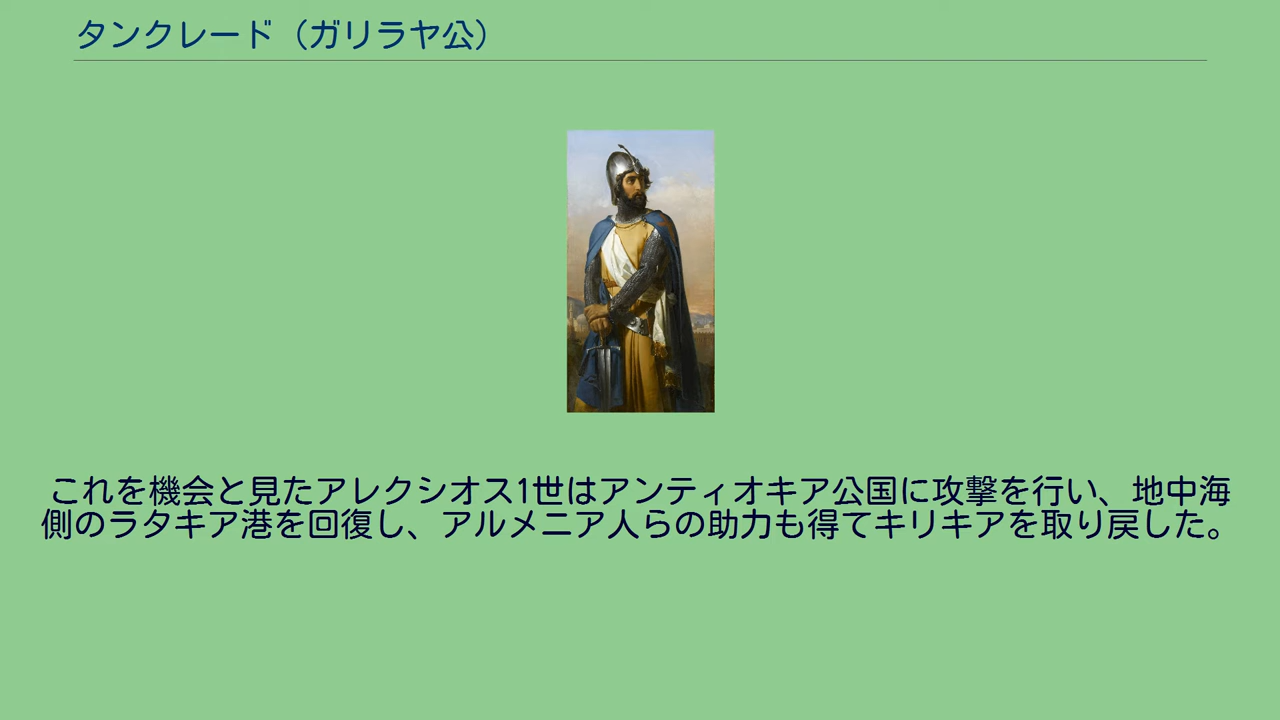 タンクレード（ガリラヤ公）
これを機会と見たアレクシオス1世はアンティオキア公国に攻撃を行い、地中海
側のラタキア港を回復し、アルメニア人らの助力も得てキリキアを取り戻した。